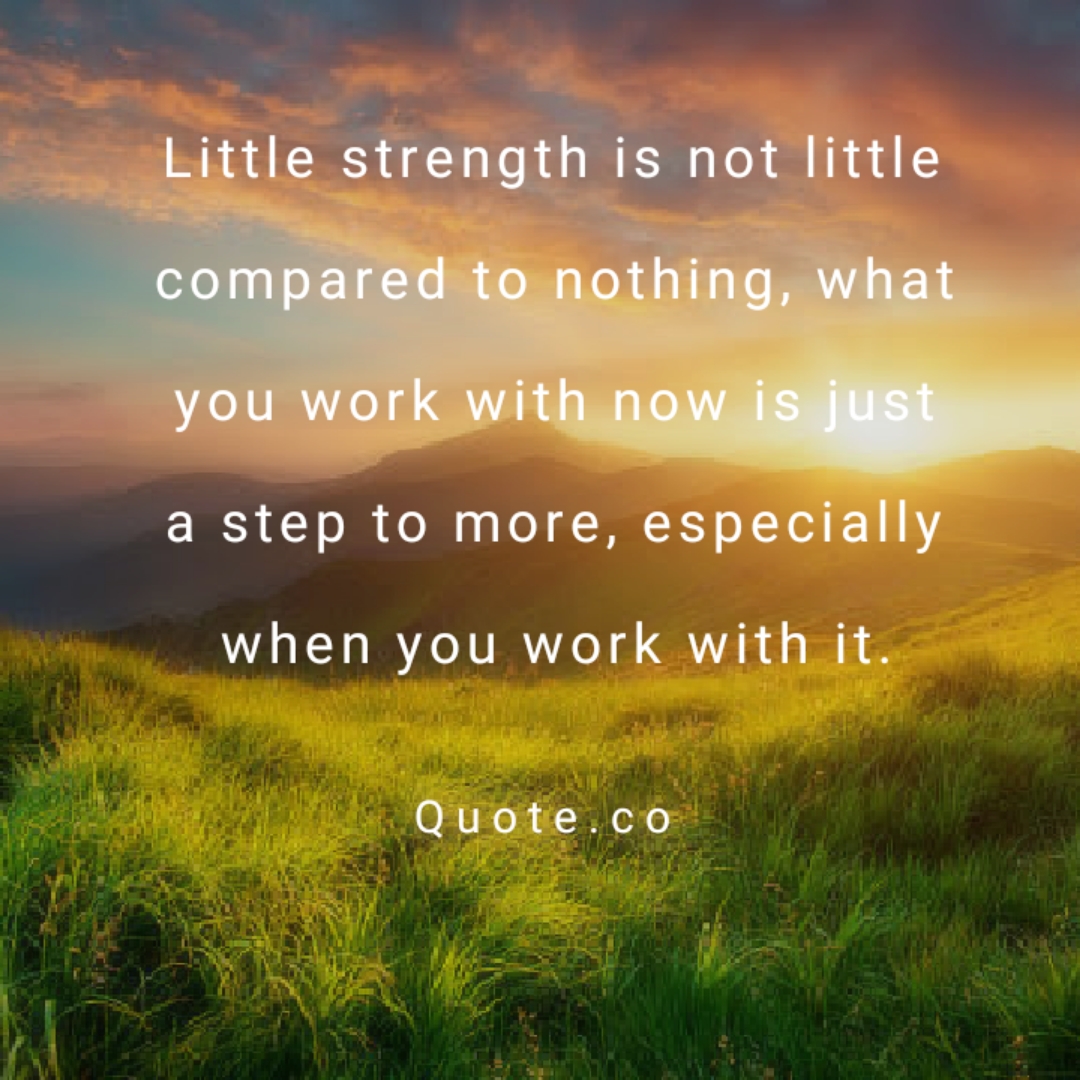 Little strength is not little
compared to nothing, what
you work with now is just
a step to more, especially
when you work with it.
Quote.co